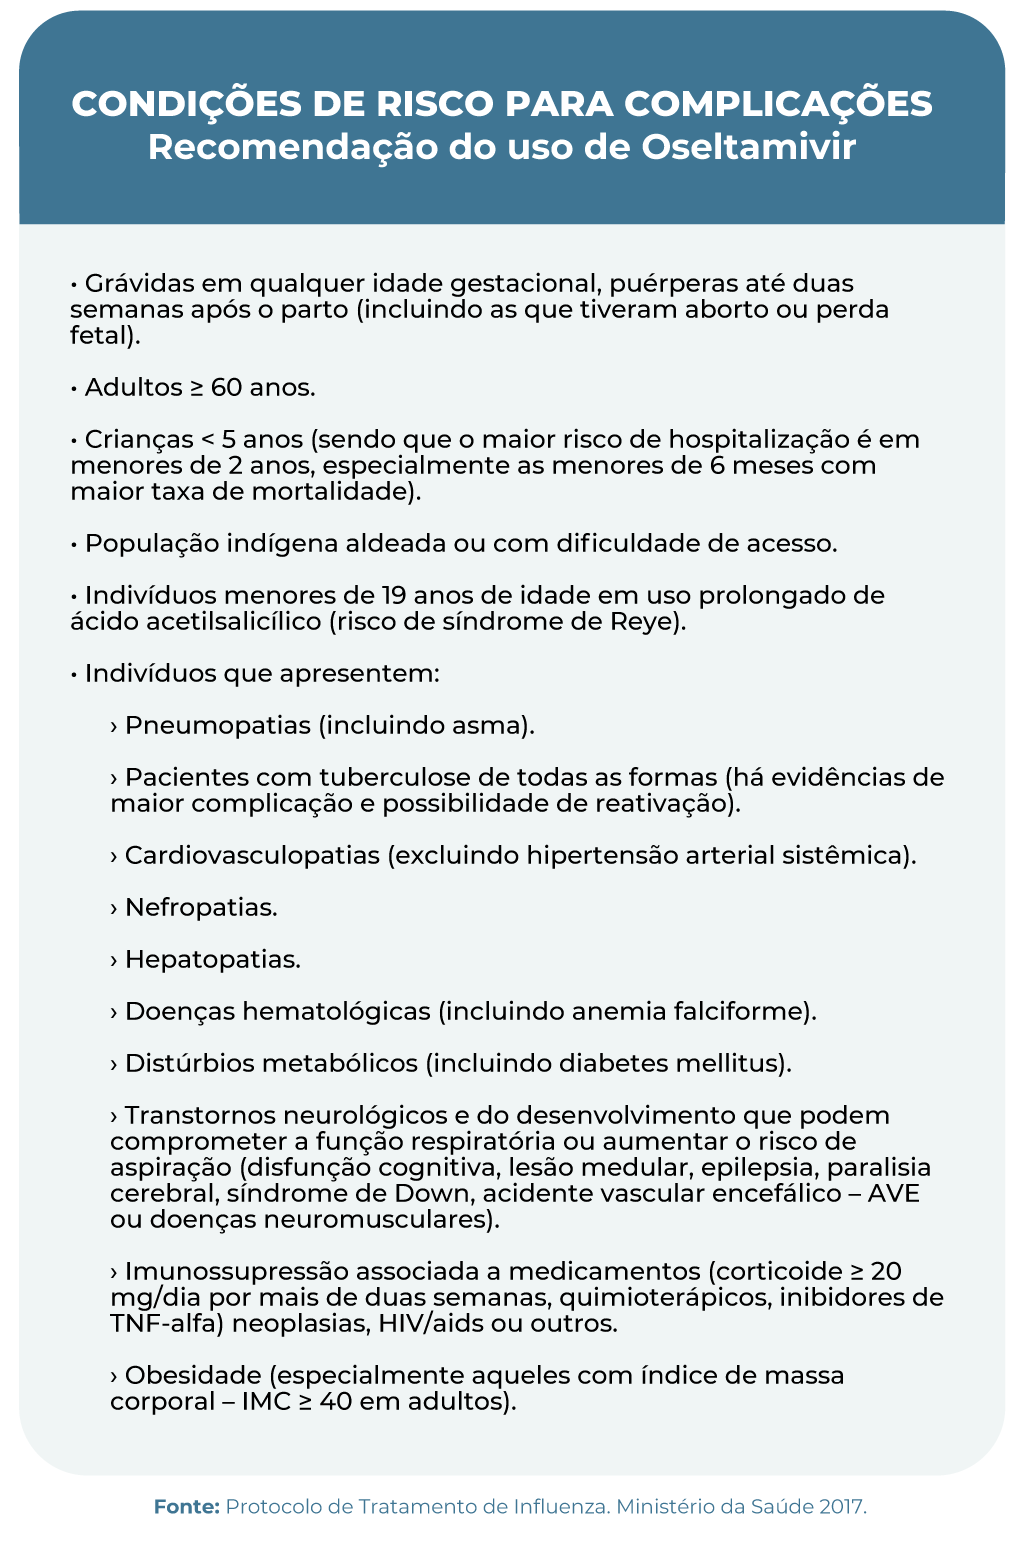 CONDIÇÕES DE RISCO PARA COMPLICAÇÕES
Recomendação do uso de Oseltamivir
• Grávidas em qualquer idade gestacional, puérperas até duas
semanas após o parto (incluindo as que tiveram aborto ou perda
fetal).
• Adultos ≥ 60 anos.
• Crianças < 5 anos (sendo que o maior risco de hospitalização é em
menores de 2 anos, especialmente as menores de 6 meses com
maior taxa de mortalidade).
• População indígena aldeada ou com dificuldade de acesso.
• Indivíduos menores de 19 anos de idade em uso prolongado de
ácido acetilsalicílico (risco de síndrome de Reye).
• Indivíduos que apresentem:
› Pneumopatias (incluindo asma).
› Pacientes com tuberculose de todas as formas (há evidências de
maior complicação e possibilidade de reativação).
› Cardiovasculopatias (excluindo hipertensão arterial sistêmica).
› Nefropatias.
› Hepatopatias.
› Doenças hematológicas (incluindo anemia falciforme).
› Distúrbios metabólicos (incluindo diabetes mellitus).
› Transtornos neurológicos e do desenvolvimento que podem
comprometer a função respiratória ou aumentar o risco de
aspiração (disfunção cognitiva, lesão medular, epilepsia, paralisia
cerebral, síndrome de Down, acidente vascular encefálico – AVE
ou doenças neuromusculares).
› Imunossupressão associada a medicamentos (corticoide ≥ 20
mg/dia por mais de duas semanas, quimioterápicos, inibidores de
TNF-alfa) neoplasias, HIV/aids ou outros.
› Obesidade (especialmente aqueles com índice de massa
corporal – IMC ≥ 40 em adultos).
Fonte: Protocolo de Tratamento de Influenza. Ministério da Saúde 2017.